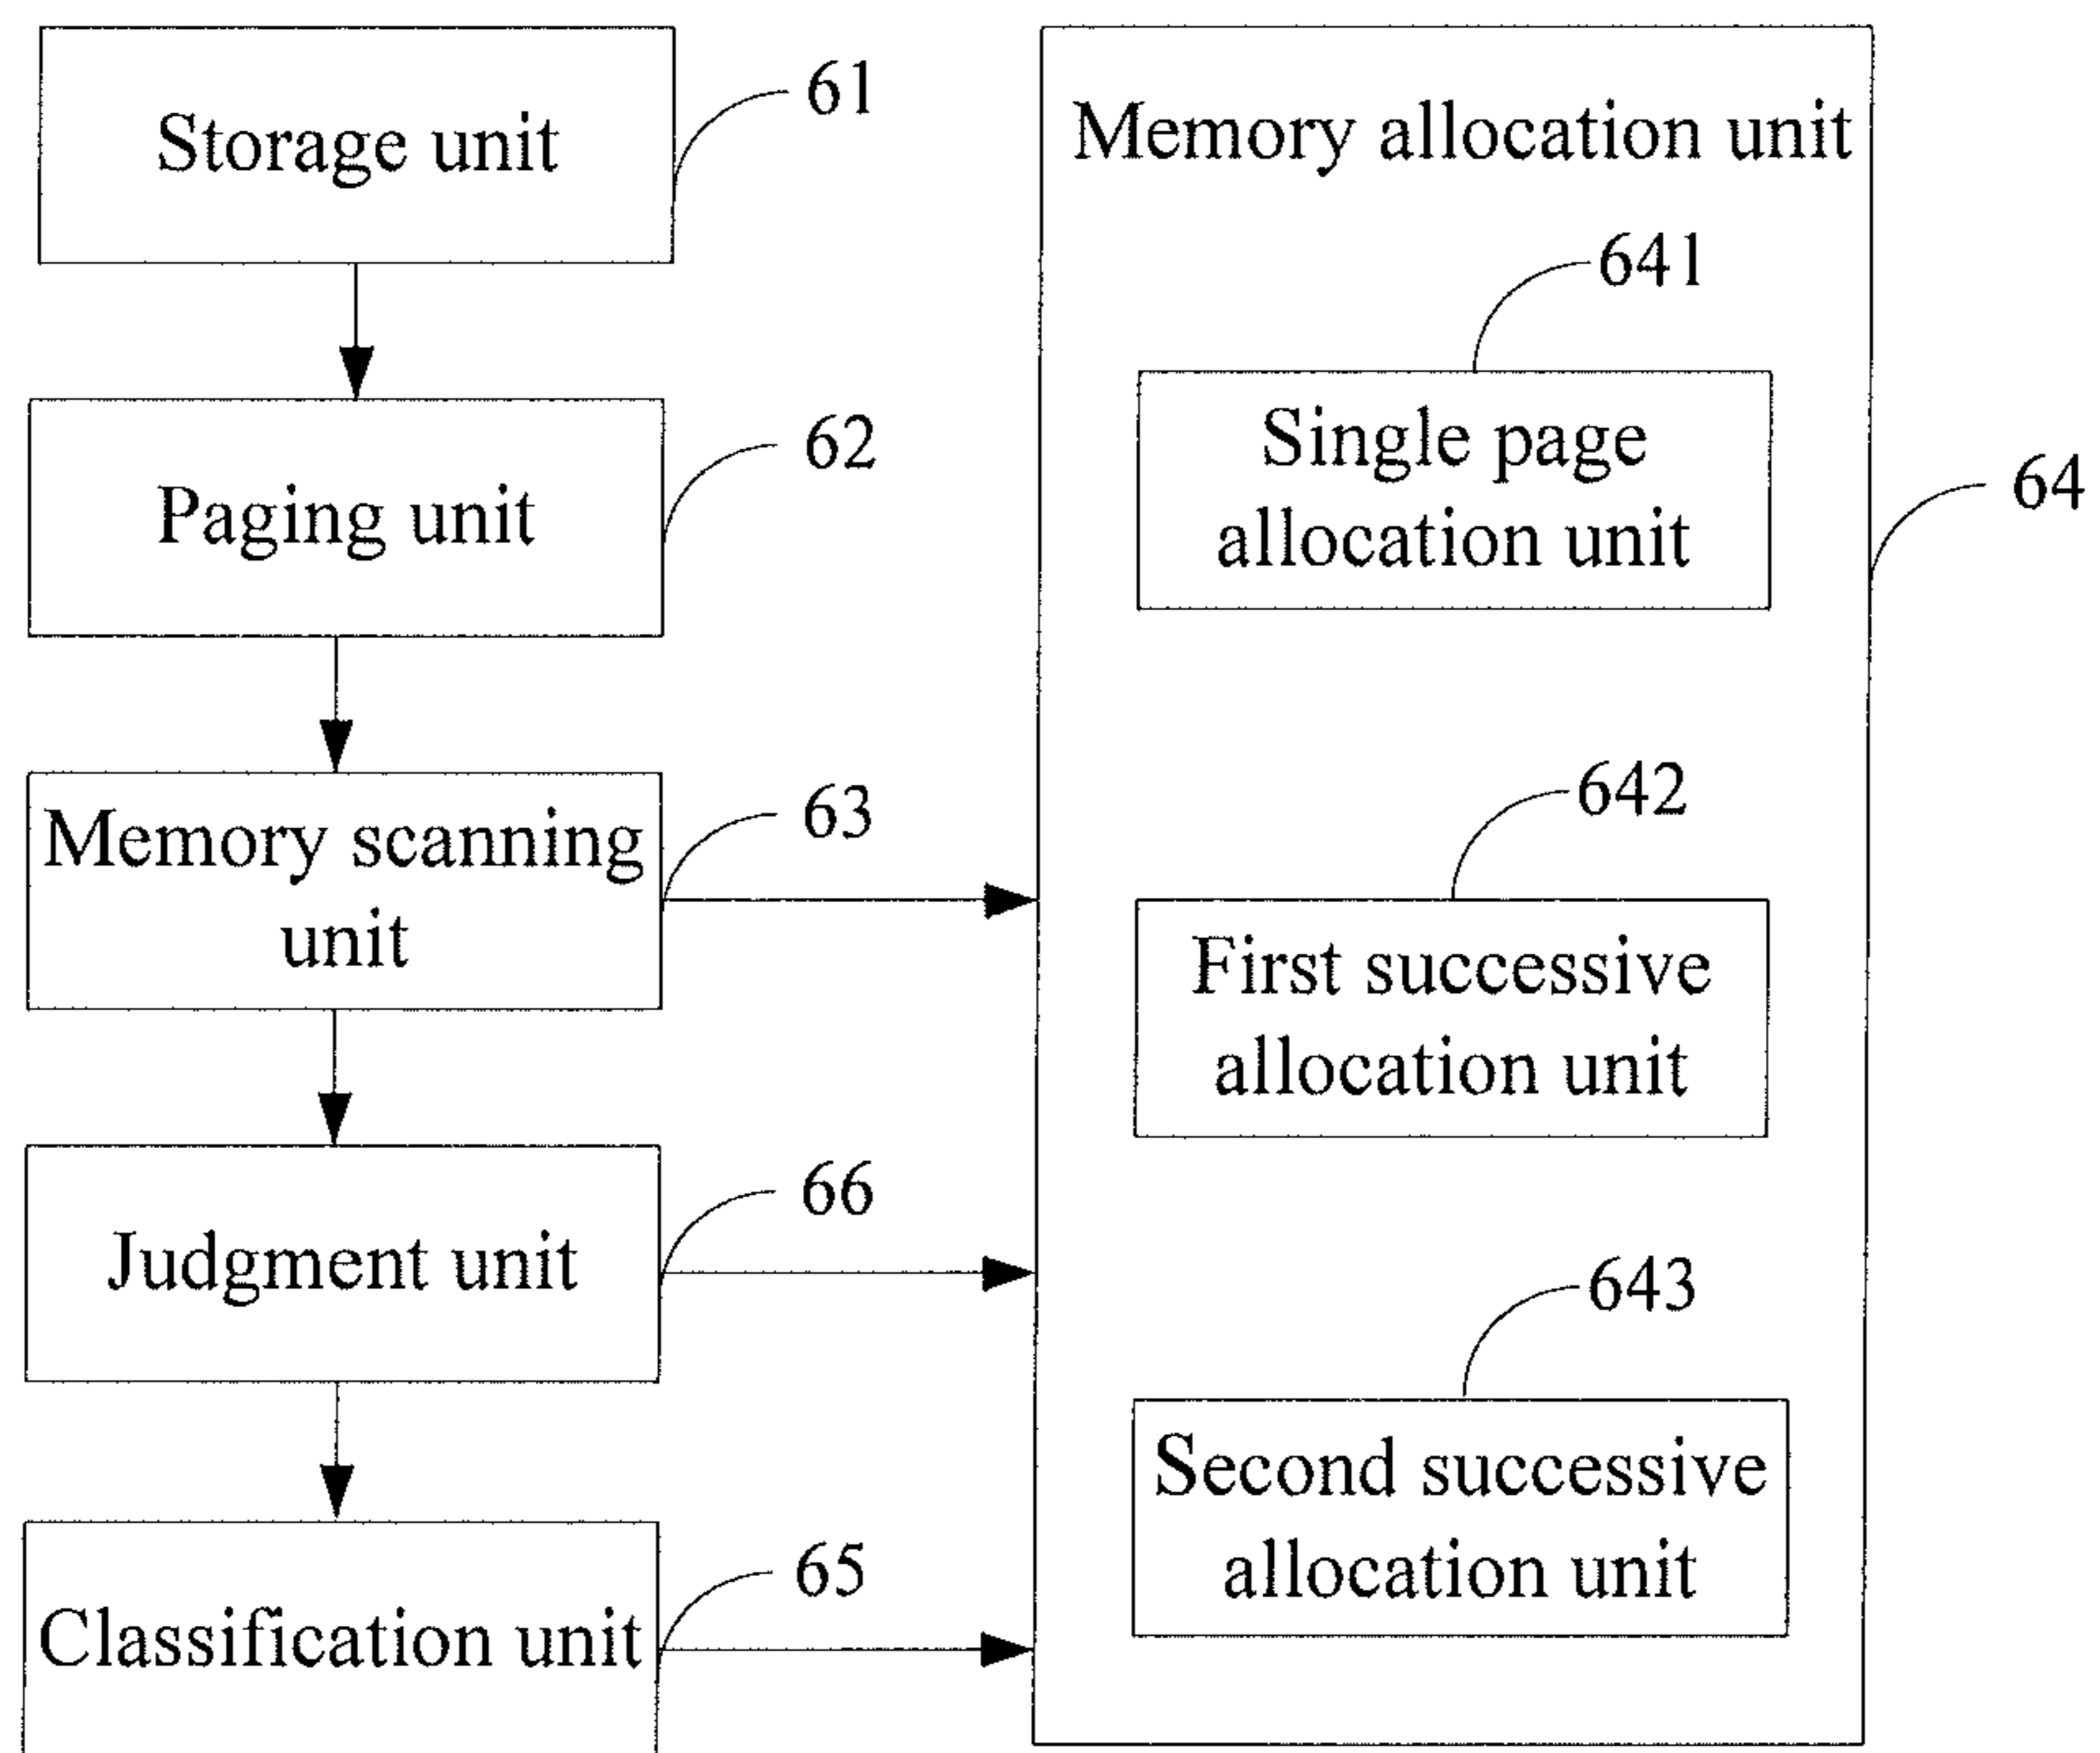 Storage unit
61
Paging unit
62
Memory scanning
unit
63
Judgment unit
66
Classification unit
65
Memory allocation unit
64
641
Single page
allocation unit
642
First successive
allocation unit
643
Second successive
allocation unit